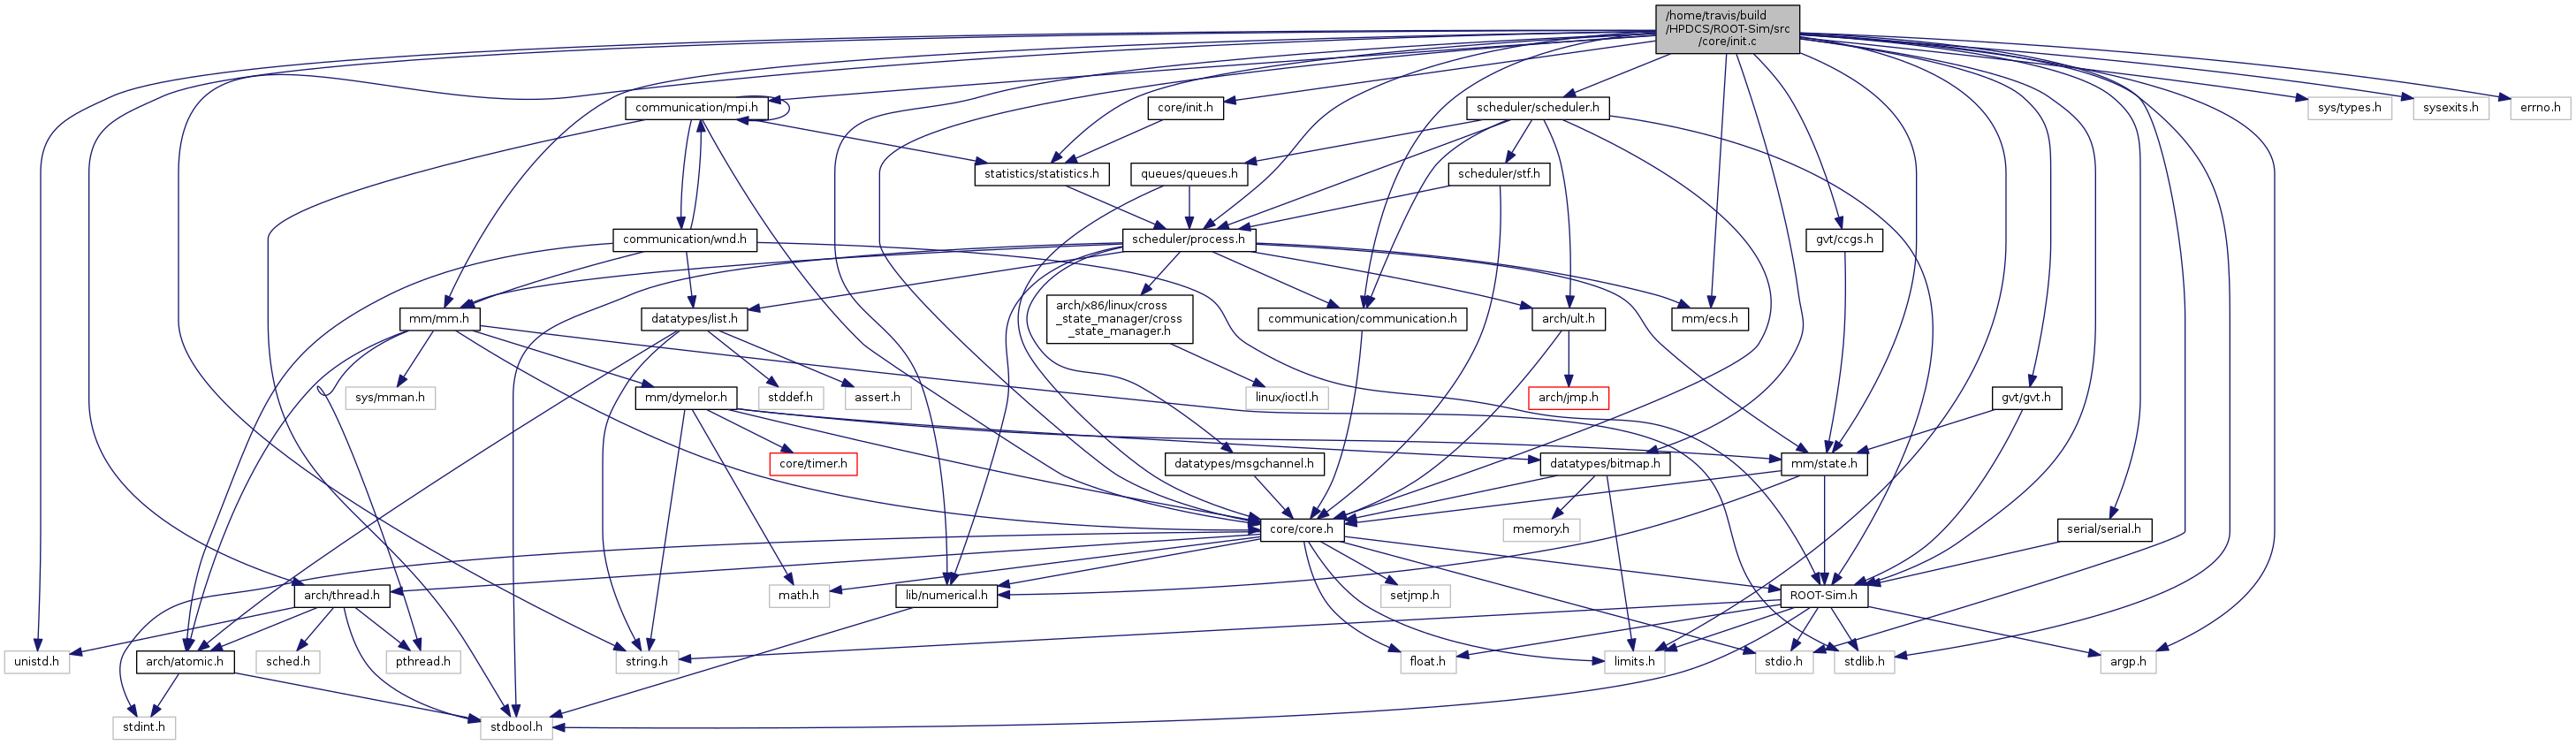 /home/travis/build
/HPDCS/ROOT-Sim/src
/core/init.c
communication/mpi.h
core/init.h
scheduler/scheduler.h
sys/types.h
sysexits.h
errno.h
statistics/statistics.h
queues/queues.h
scheduler/stf.h
communication/wnd.h
scheduler/process.h
gvt/ccgs.h
mm/mm.h
datatypes/list.h
arch/x86/linux/cross
_state_manager/cross
_state_manager.h
communication/communication.h
arch/ult.h
mm/ecs.h
sys/mman.h
mm/dymelor.h
stddef.h
assert.h
linux/ioctl.h
arch/jmp.h
gvt/gvt.h
core/timer.h
datatypes/msgchannel.h
datatypes/bitmap.h
mm/state.h
core/core.h
memory.h
serial/serial.h
arch/thread.h
math.h
lib/numerical.h
setjmp.h
ROOT-Sim.h
unistd.h
arch/atomic.h
sched.h
pthread.h
string.h
float.h
limits.h
stdio.h
stdlib.h
argp.h
stdint.h
stdbool.h